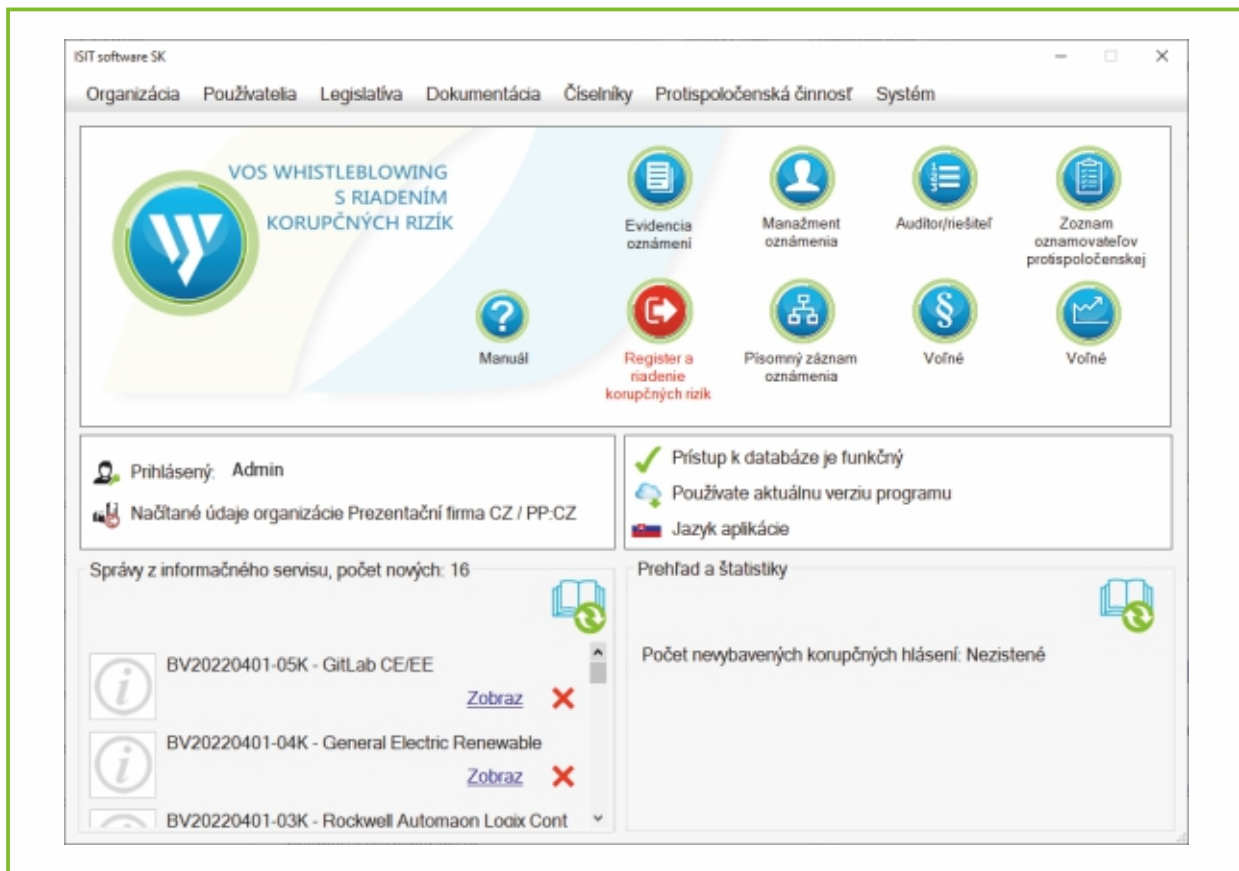 ISIT software SK
Organizácia Používatelia Legislatíva Dokumentácia Číselníky Protispoločenská činnosť Systém
VOS WHISTLEBLOWING
S RIADENÍM
KORUPČNÝCH RIZÍK
Evidencia
oznámení
Manažment
oznámenia
Audítor/riešiteľ
Zoznam
oznamovateľov
protispoločenskej
Manuál
Register a
riadenie
korupčných rizík
Písomný záznam
oznámenia
Voľné
Voľné
Prihlásený: Admin
Načítané údaje organizácie Prezentační firma CZ / PP:CZ
Prístup k databáze je funkčný
Používate aktuálnu verziu programu
Jazyk aplikácie
Správy z informačného servisu, počet nových: 16
BV20220401-05K - GitLab CE/EE
Zobraz
BV20220401-04K - General Electric Renewable
Zobraz
BV20220401-03K - Rockwell Automaon Logix Cont
Prehľad a štatistiky
Počet nevybavených korupčných hlásení: Nezistené